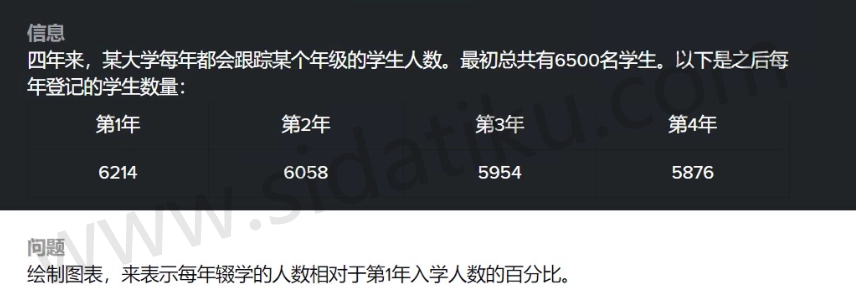 信息
四年来，某大学每年都会跟踪某个年级的学生人数。最初总共有6500名学生。以下是之后每
年登记的学生数量：
第1年 第2年 第3年 第4年
6214 6058 5954 5876
www.sidatiku.com
问题
绘制图表，来表示每年辍学的人数相对于第1年入学人数的百分比。